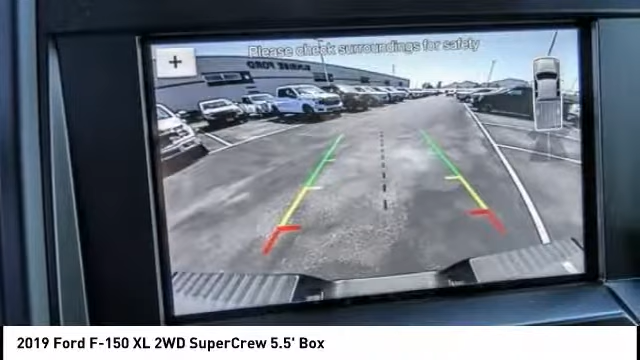 Please check surroundings for safety
+
2019 Ford F-150 XL 2WD SuperCrew 5.5' Box